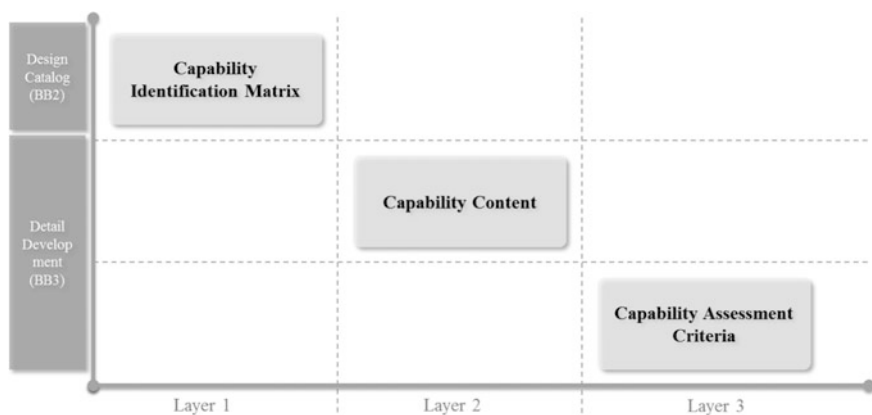 Design
Catalog
(BB2)
Capability
Identification Matrix
Detail
Develop
ment
(BB3)
Capability Content
Capability Assessment
Criteria
Layer 1
Layer 2
Layer 3